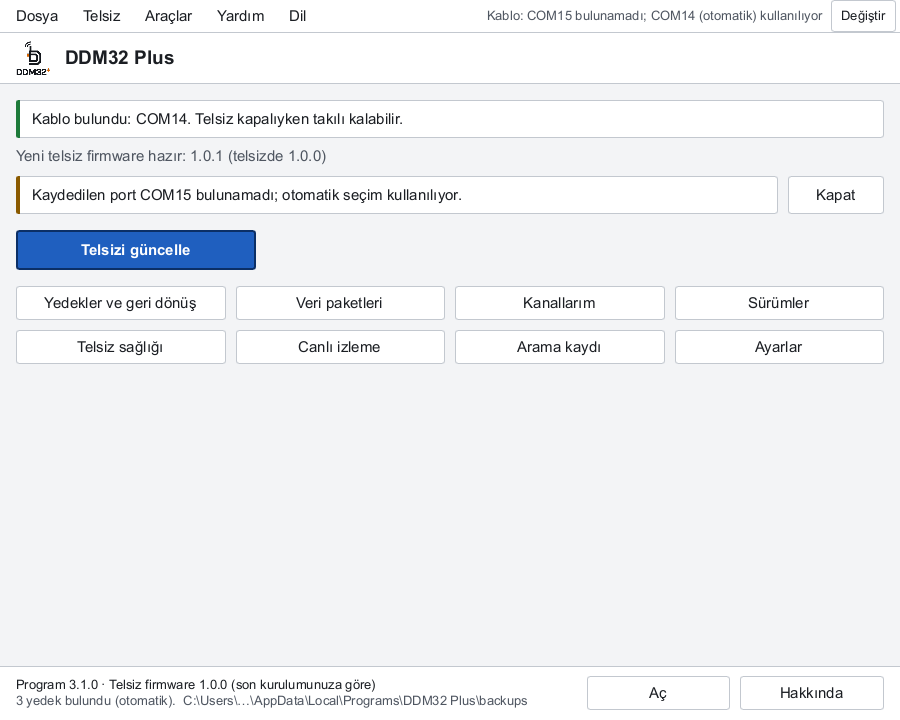 Dosya Telsiz Araçlar Yardım Dil Kablo: COM15 bulunamadı; COM14 (otomatik) kullanılıyor Değiştir
DDM32+ DDM32 Plus
Kablo bulundu: COM14. Telsiz kapalıyken takılı kalabilir.
Yeni telsiz firmware hazır: 1.0.1 (telsizde 1.0.0)
Kaydedilen port COM15 bulunamadı; otomatik seçim kullanılıyor. Kapat
Telsizi güncelle
Yedekler ve geri dönüş Veri paketleri Kanallarım Sürümler
Telsiz sağlığı Canlı izleme Arama kaydı Ayarlar
Program 3.1.0 · Telsiz firmware 1.0.0 (son kurulumunuza göre)
3 yedek bulundu (otomatik). C:\Users\...\AppData\Local\Programs\DDM32 Plus\backups
Aç Hakkında